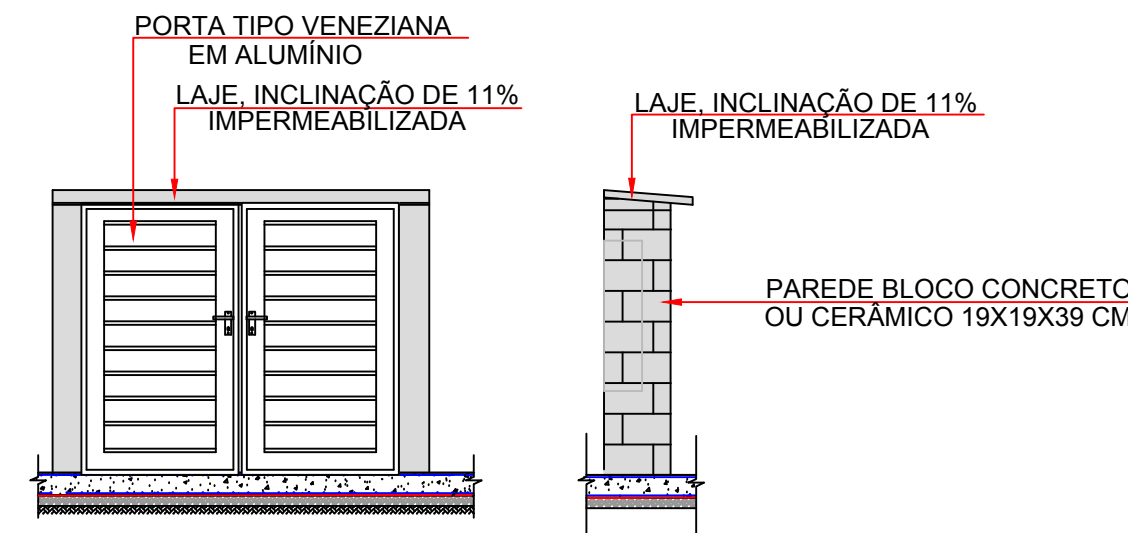 PORTA TIPO VENEZIANA
EM ALUMÍNIO
LAJE, INCLINAÇÃO DE 11%
IMPERMEABILIZADA
LAJE, INCLINAÇÃO DE 11%
IMPERMEABILIZADA
PAREDE BLOCO CONCRETO
OU CERÂMICO 19X19X39 CM